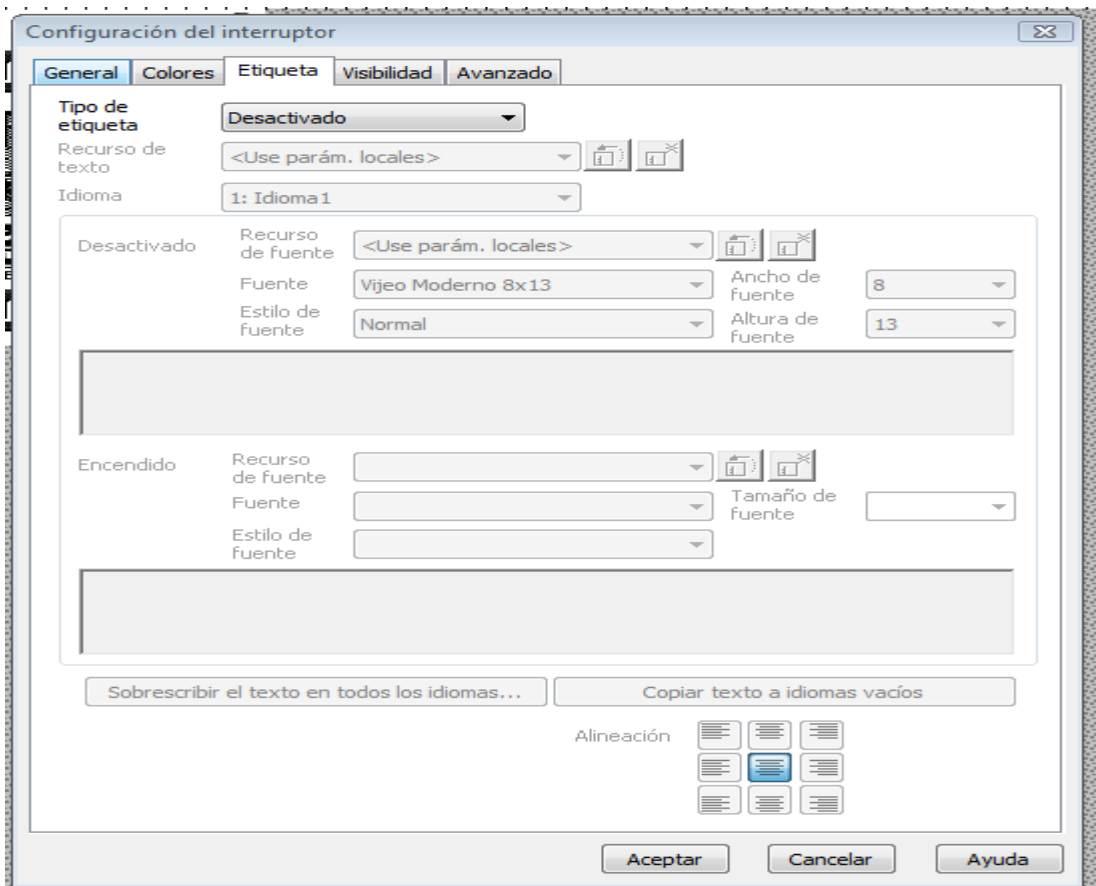 Configuración del interruptor
General Colores Etiqueta Visibilidad Avanzado
Tipo de
etiqueta
Desactivado
Recurso de
texto
<Use parám. locales>
Idioma
1: Idioma1
Desactivado
Recurso
de fuente
<Use parám. locales>
Fuente
Vijeo Moderno 8x13
Ancho de
fuente
8
Estilo de
fuente
Normal
Altura de
fuente
13
Encendido
Recurso
de fuente
Fuente
Tamaño de
fuente
Estilo de
fuente
Sobrescribir el texto en todos los idiomas...
Copiar texto a idiomas vacíos
Alineación
Aceptar Cancelar Ayuda